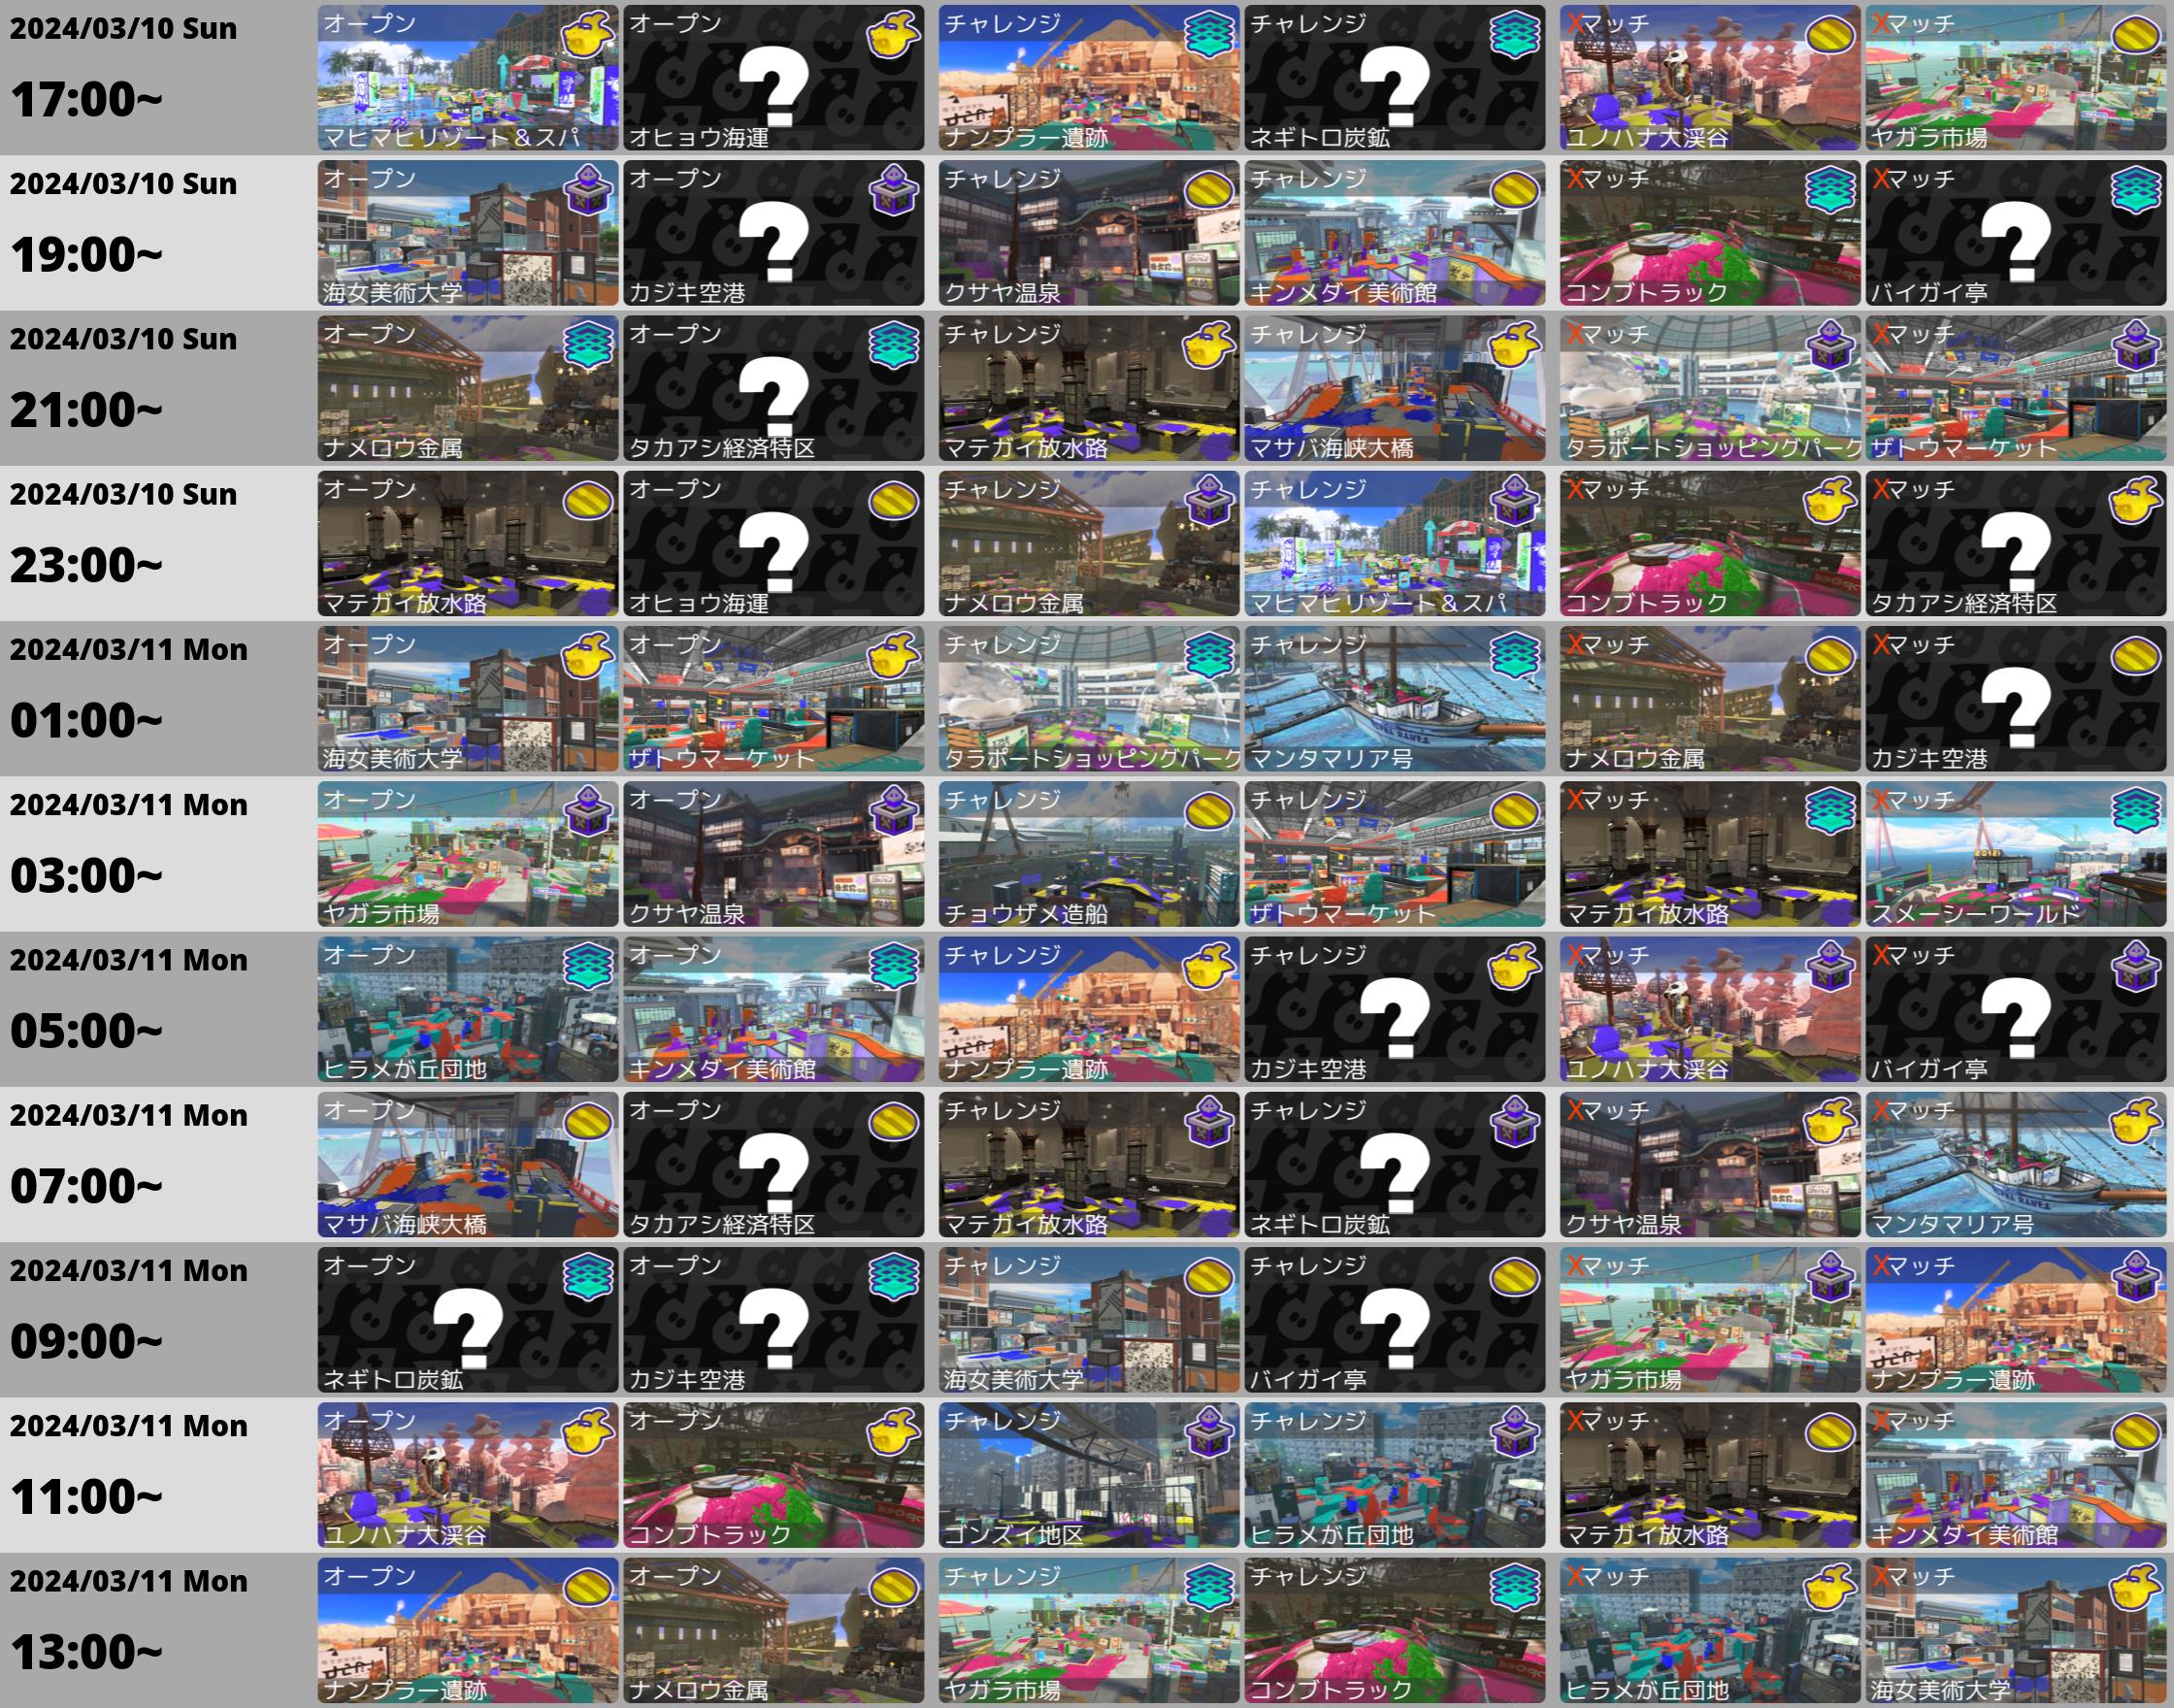 2024/03/10 Sun
17:00~
オープン
マヒマヒリゾート＆スパ
オープン
オヒョウ海運
チャレンジ
ナンプラー遺跡
チャレンジ
ネギトロ炭鉱
Xマッチ
ユノハナ大渓谷
Xマッチ
ヤガラ市場
2024/03/10 Sun
19:00~
オープン
海女美術大学
オープン
カジキ空港
チャレンジ
クサヤ温泉
チャレンジ
キンメダイ美術館
Xマッチ
コンブトラック
Xマッチ
バイガイ亭
2024/03/10 Sun
21:00~
オープン
ナメロウ金属
オープン
タカアシ経済特区
チャレンジ
マテガイ放水路
チャレンジ
マサバ海峡大橋
Xマッチ
タラポートショッピングパーク
Xマッチ
ザトウマーケット
2024/03/10 Sun
23:00~
オープン
マテガイ放水路
オープン
オヒョウ海運
チャレンジ
ナメロウ金属
チャレンジ
マヒマヒリゾート＆スパ
Xマッチ
コンブトラック
Xマッチ
タカアシ経済特区
2024/03/11 Mon
01:00~
オープン
海女美術大学
オープン
ザトウマーケット
チャレンジ
タラポートショッピングパーク
チャレンジ
マンタマリア号
Xマッチ
ナメロウ金属
Xマッチ
カジキ空港
2024/03/11 Mon
03:00~
オープン
ヤガラ市場
オープン
クサヤ温泉
チャレンジ
チョウザメ造船
チャレンジ
ザトウマーケット
Xマッチ
マテガイ放水路
Xマッチ
スメーシーワールド
2024/03/11 Mon
05:00~
オープン
ヒラメが丘団地
オープン
キンメダイ美術館
チャレンジ
ナンプラー遺跡
チャレンジ
カジキ空港
Xマッチ
ユノハナ大渓谷
Xマッチ
バイガイ亭
2024/03/11 Mon
07:00~
オープン
マサバ海峡大橋
オープン
タカアシ経済特区
チャレンジ
マテガイ放水路
チャレンジ
ネギトロ炭鉱
Xマッチ
クサヤ温泉
Xマッチ
マンタマリア号
2024/03/11 Mon
09:00~
オープン
ネギトロ炭鉱
オープン
カジキ空港
チャレンジ
海女美術大学
チャレンジ
バイガイ亭
Xマッチ
ヤガラ市場
Xマッチ
ナンプラー遺跡
2024/03/11 Mon
11:00~
オープン
ユノハナ大渓谷
オープン
コンブトラック
チャレンジ
ゴンズイ地区
チャレンジ
ヒラメが丘団地
Xマッチ
マテガイ放水路
Xマッチ
キンメダイ美術館
2024/03/11 Mon
13:00~
オープン
ナンプラー遺跡
オープン
ナメロウ金属
チャレンジ
ヤガラ市場
チャレンジ
コンブトラック
Xマッチ
ヒラメが丘団地
Xマッチ
海女美術大学